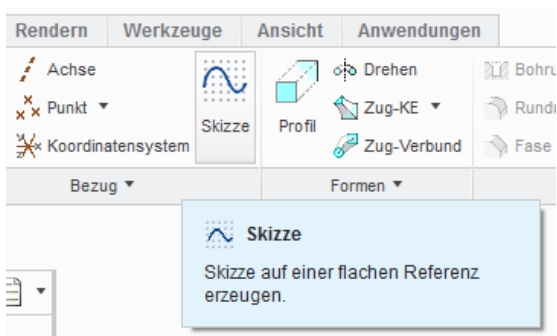 Rendern Werkzeuge Ansicht Anwendungen
Achse
Punkt
Koordinatensystem
Skizze
Profil
Drehen
Zug-KE
Zug-Verbund
Bohru
Rundu
Fase
Bezug
Formen
Skizze
Skizze auf einer flachen Referenz
erzeugen.